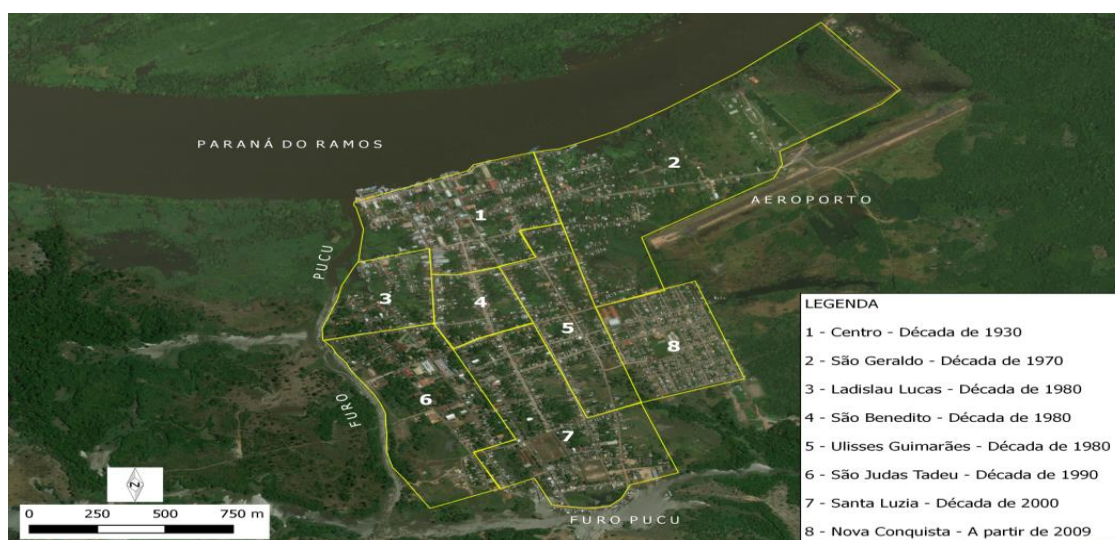 PARANÁ DO RAMOS
2
1
AEROPORTO
PUCU
3
4
5
8
6
FURO
7
FURO PUCU
N
0 250 500 750 m
LEGENDA
1 - Centro - Década de 1930
2 - São Geraldo - Década de 1970
3 - Ladislau Lucas - Década de 1980
4 - São Benedito - Década de 1980
5 - Ulisses Guimarães - Década de 1980
6 - São Judas Tadeu - Década de 1990
7 - Santa Luzia - Década de 2000
8 - Nova Conquista - A partir de 2009